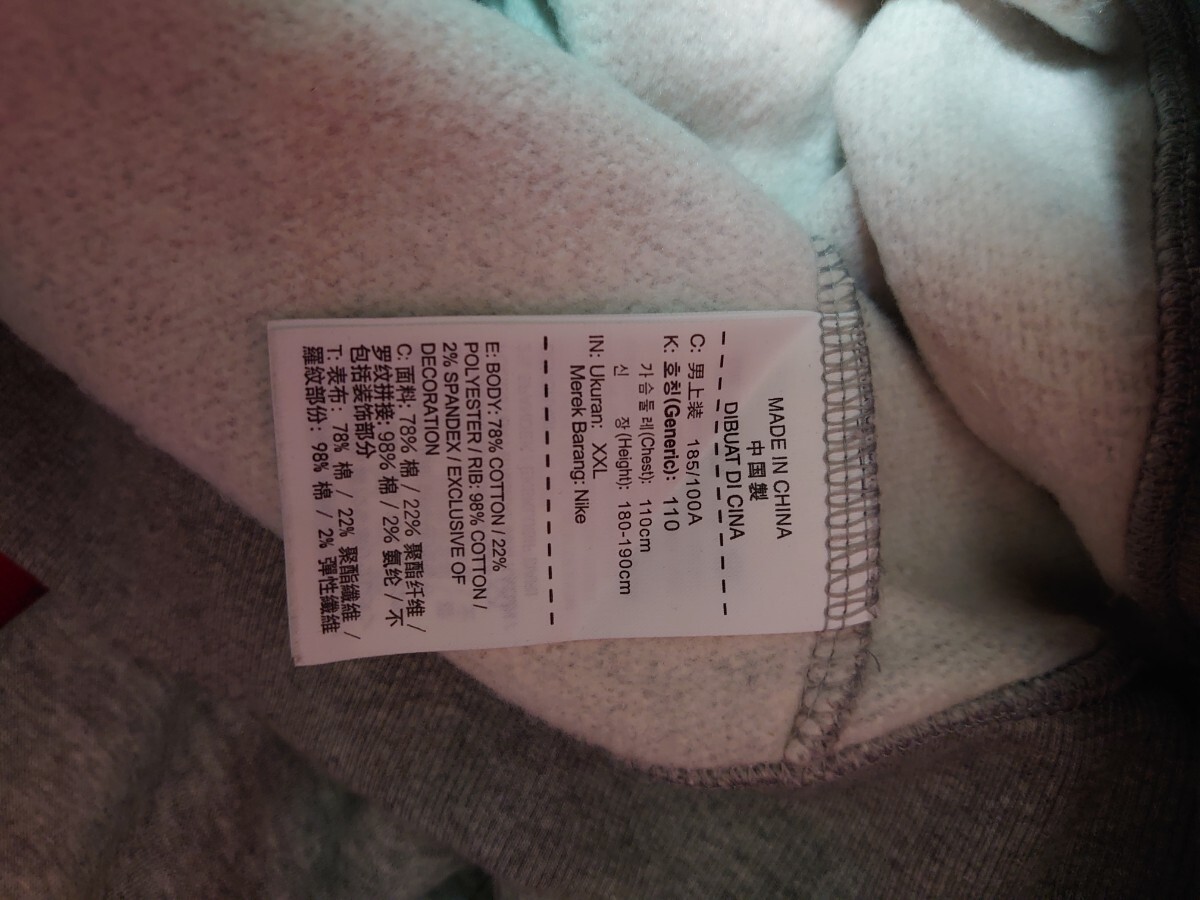 MADE IN CHINA
中国製
DIBUAT DI CINA
C: 男上装 185/100A
K: 호칭(Generic): 110
가슴둘레(Chest): 110cm
신 장(Height): 180-190cm
IN: Ukuran: XXL
Merek Barang: Nike
E: BODY: 78% COTTON / 22%
POLYESTER / RIB: 98% COTTON /
2% SPANDEX / EXCLUSIVE OF
DECORATION
C: 面料: 78% 棉 / 22% 聚酯纤维 /
罗纹拼接: 98% 棉 / 2% 氨纶 / 不
包括装饰部分
T: 表布: 78% 棉 / 22% 聚酯纖維 /
羅紋部份: 98% 棉 / 2% 彈性纖維